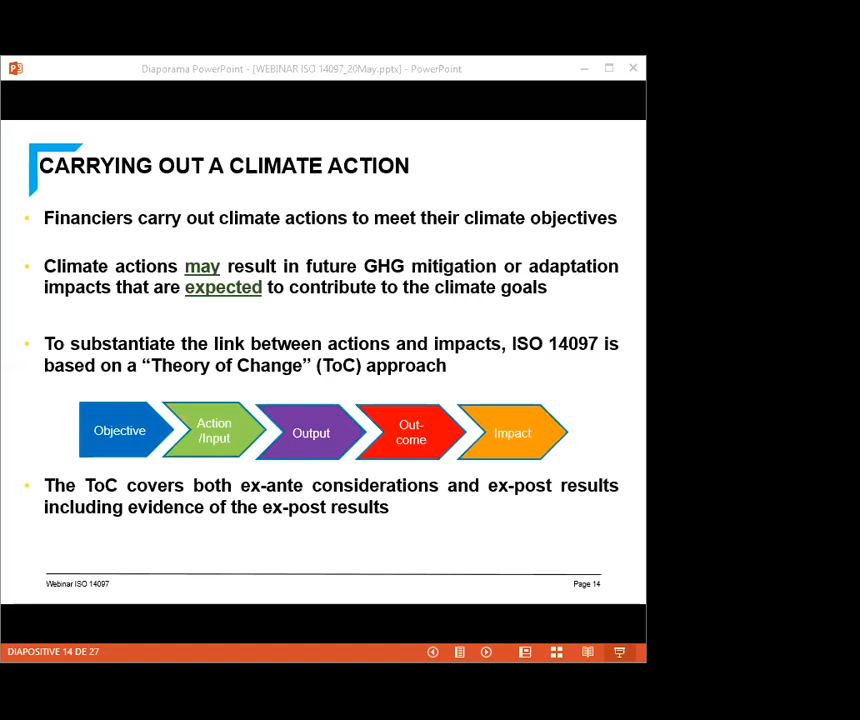 Diaporama PowerPoint - [WEBINAR ISO 14097_26May.pptx] - PowerPoint
CARRYING OUT A CLIMATE ACTION
• Financiers carry out climate actions to meet their climate objectives
• Climate actions may result in future GHG mitigation or adaptation
impacts that are expected to contribute to the climate goals
• To substantiate the link between actions and impacts, ISO 14097 is
based on a “Theory of Change” (ToC) approach
Objective
Action
/Input
Output
Out-
come
Impact
• The ToC covers both ex-ante considerations and ex-post results
including evidence of the ex-post results
Webinar ISO 14097
Page 14
DIAPOSITIVE 14 DE 27